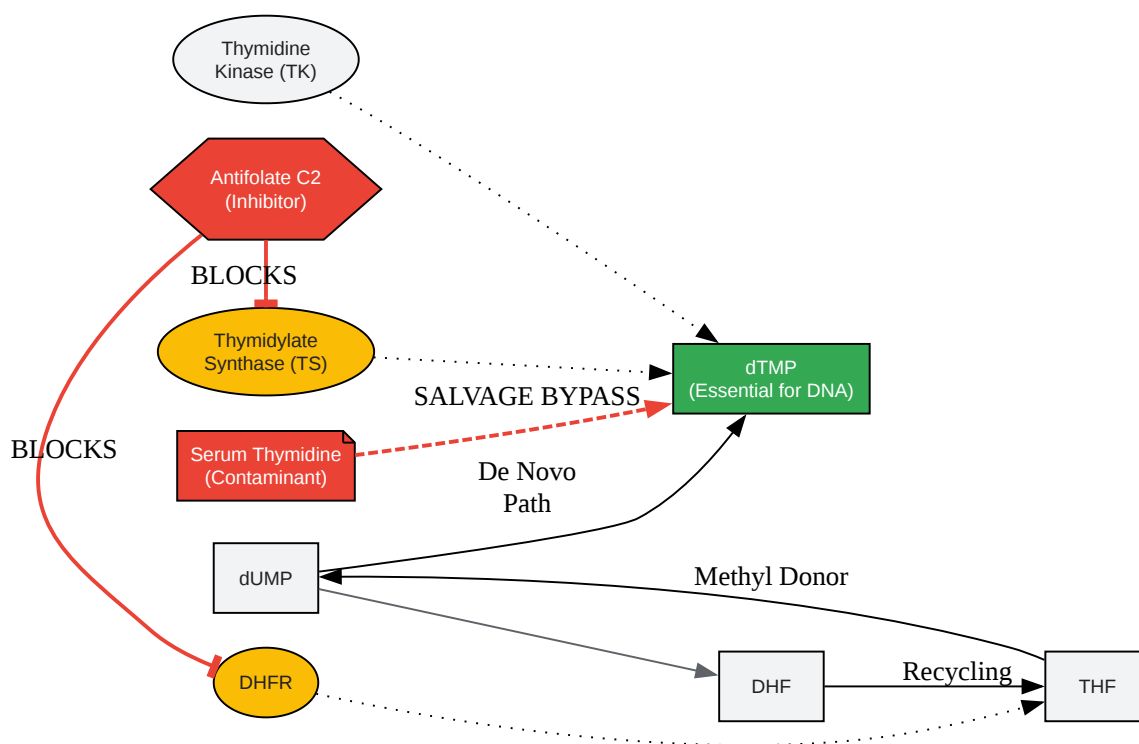 Thymidine
Kinase (TK)
Antifolate C2
(Inhibitor)
BLOCKS
Thymidylate
Synthase (TS)
dTMP
(Essential for DNA)
SALVAGE BYPASS
BLOCKS
Serum Thymidine
(Contaminant)
De Novo
Path
dUMP
Methyl Donor
DHFR
DHF
Recycling
THF